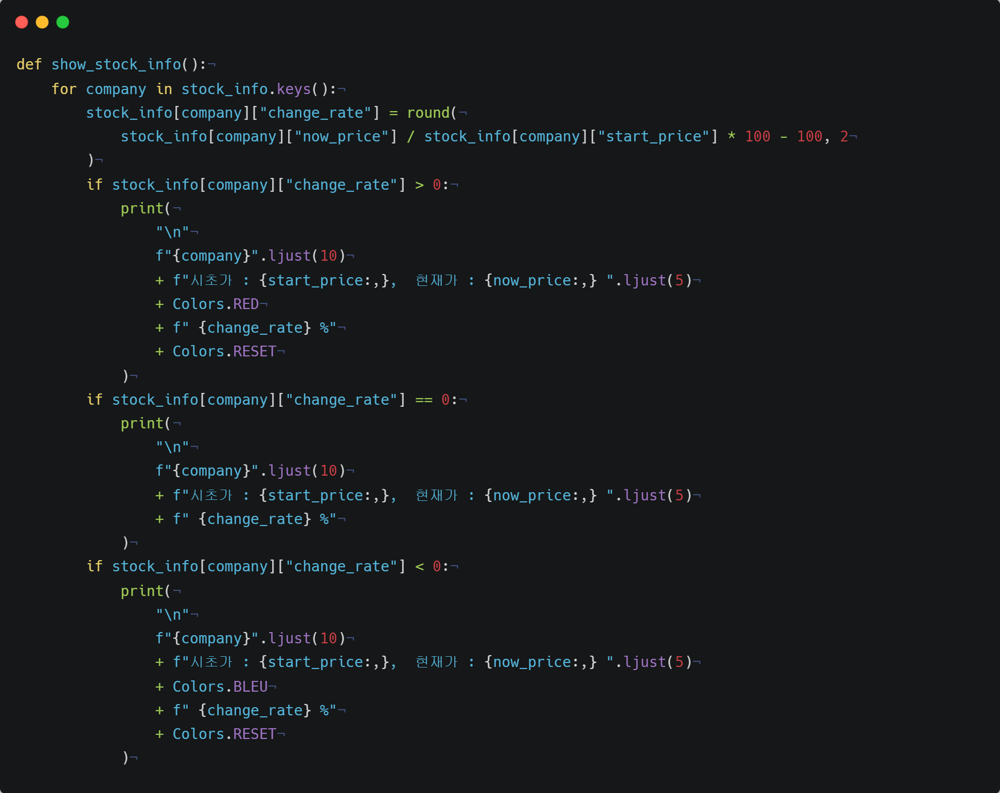 def show_stock_info():¬
    for company in stock_info.keys():¬
        stock_info[company]["change_rate"] = round(¬
            stock_info[company]["now_price"] / stock_info[company]["start_price"] * 100 - 100, 2¬
        )¬
        if stock_info[company]["change_rate"] > 0:¬
            print(¬
                "\n"¬
                f"{company}".ljust(10)¬
                + f"시초가 : {start_price:,},  현재가 : {now_price:,} ".ljust(5)¬
                + Colors.RED¬
                + f" {change_rate} %"¬
                + Colors.RESET¬
            )¬
        if stock_info[company]["change_rate"] == 0:¬
            print(¬
                "\n"¬
                f"{company}".ljust(10)¬
                + f"시초가 : {start_price:,},  현재가 : {now_price:,} ".ljust(5)¬
                + f" {change_rate} %"¬
            )¬
        if stock_info[company]["change_rate"] < 0:¬
            print(¬
                "\n"¬
                f"{company}".ljust(10)¬
                + f"시초가 : {start_price:,},  현재가 : {now_price:,} ".ljust(5)¬
                + Colors.BLEU¬
                + f" {change_rate} %"¬
                + Colors.RESET¬
            )¬